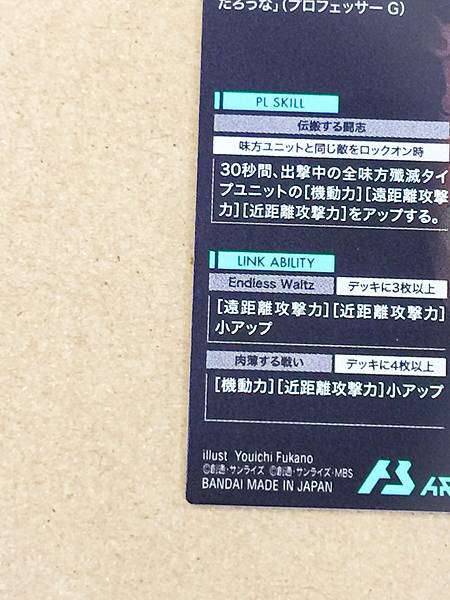 だろうな」（プロフェッサーG）
PL SKILL
伝搬する闘志
味方ユニットと同じ敵をロックオン時
30秒間、出撃中の全味方殲滅タイ
プユニットの［機動力］［遠距離攻撃
力］［近距離攻撃力］をアップする。
LINK ABILITY
Endless Waltz デッキに3枚以上
［遠距離攻撃力］［近距離攻撃力］
小アップ
肉薄する戦い デッキに4枚以上
［機動力］［近距離攻撃力］小アップ
illust Youichi Fukano
©創通・サンライズ ©創通・サンライズ・MBS
BANDAI MADE IN JAPAN
AR